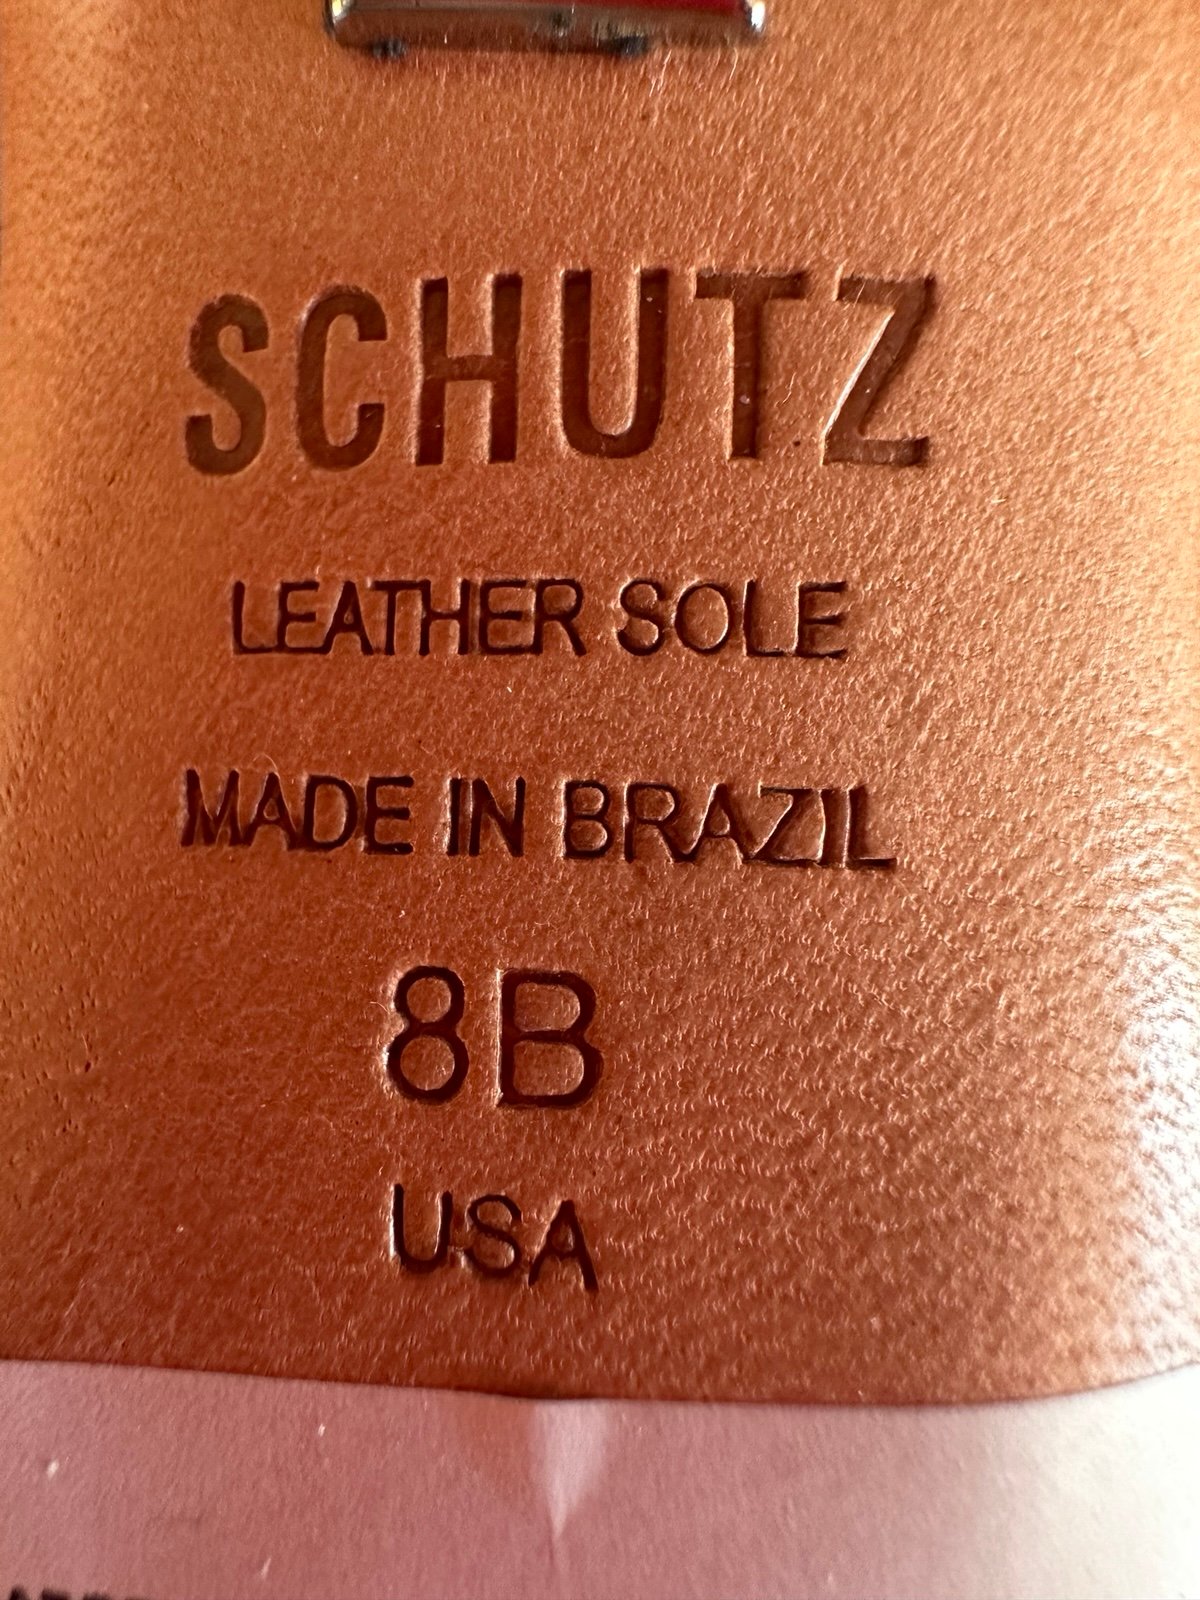 SCHUTZ
LEATHER SOLE
MADE IN BRAZIL
8B
USA